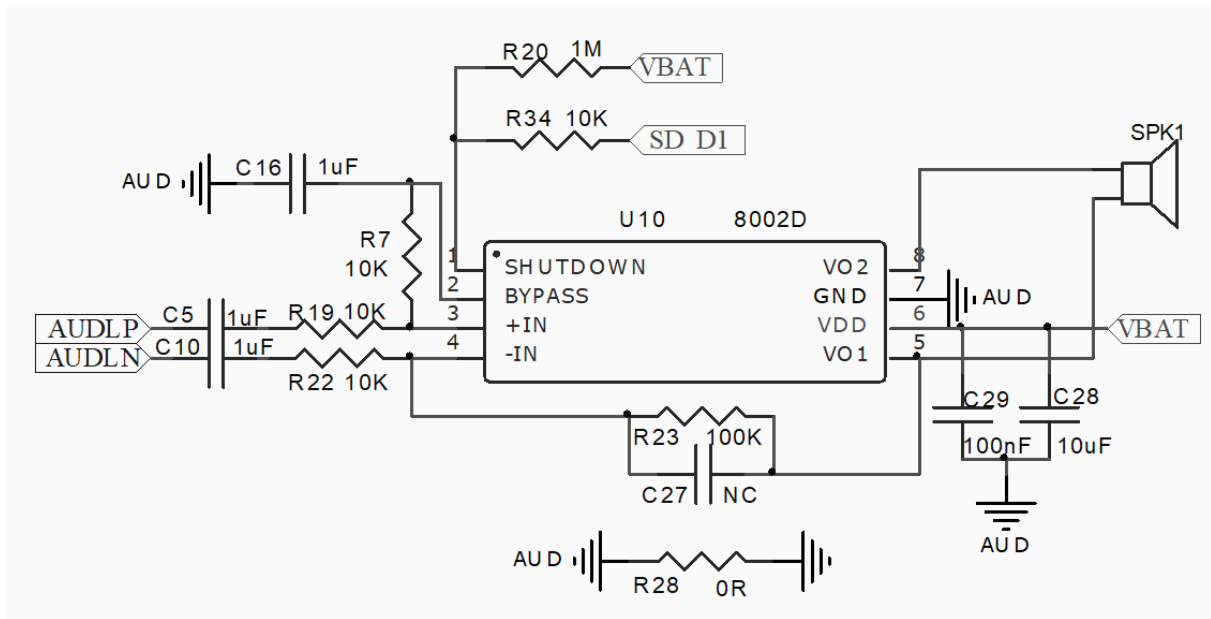 R20 1M
VBAT
R34 10K
SD D1
SPK1
AUD
C16 1uF
U10 8002D
R7
10K
1 SHUTDOWN VO2 8
2 BYPASS GND 7
AUD
3 +IN VDD 6
VBAT
4 -IN VO1 5
AUDLP
C5 1uF
R19 10K
AUDLN
C10 1uF
R22 10K
C29
100nF
C28
10uF
R23 100K
C27 NC
AUD
AUD
R28 0R